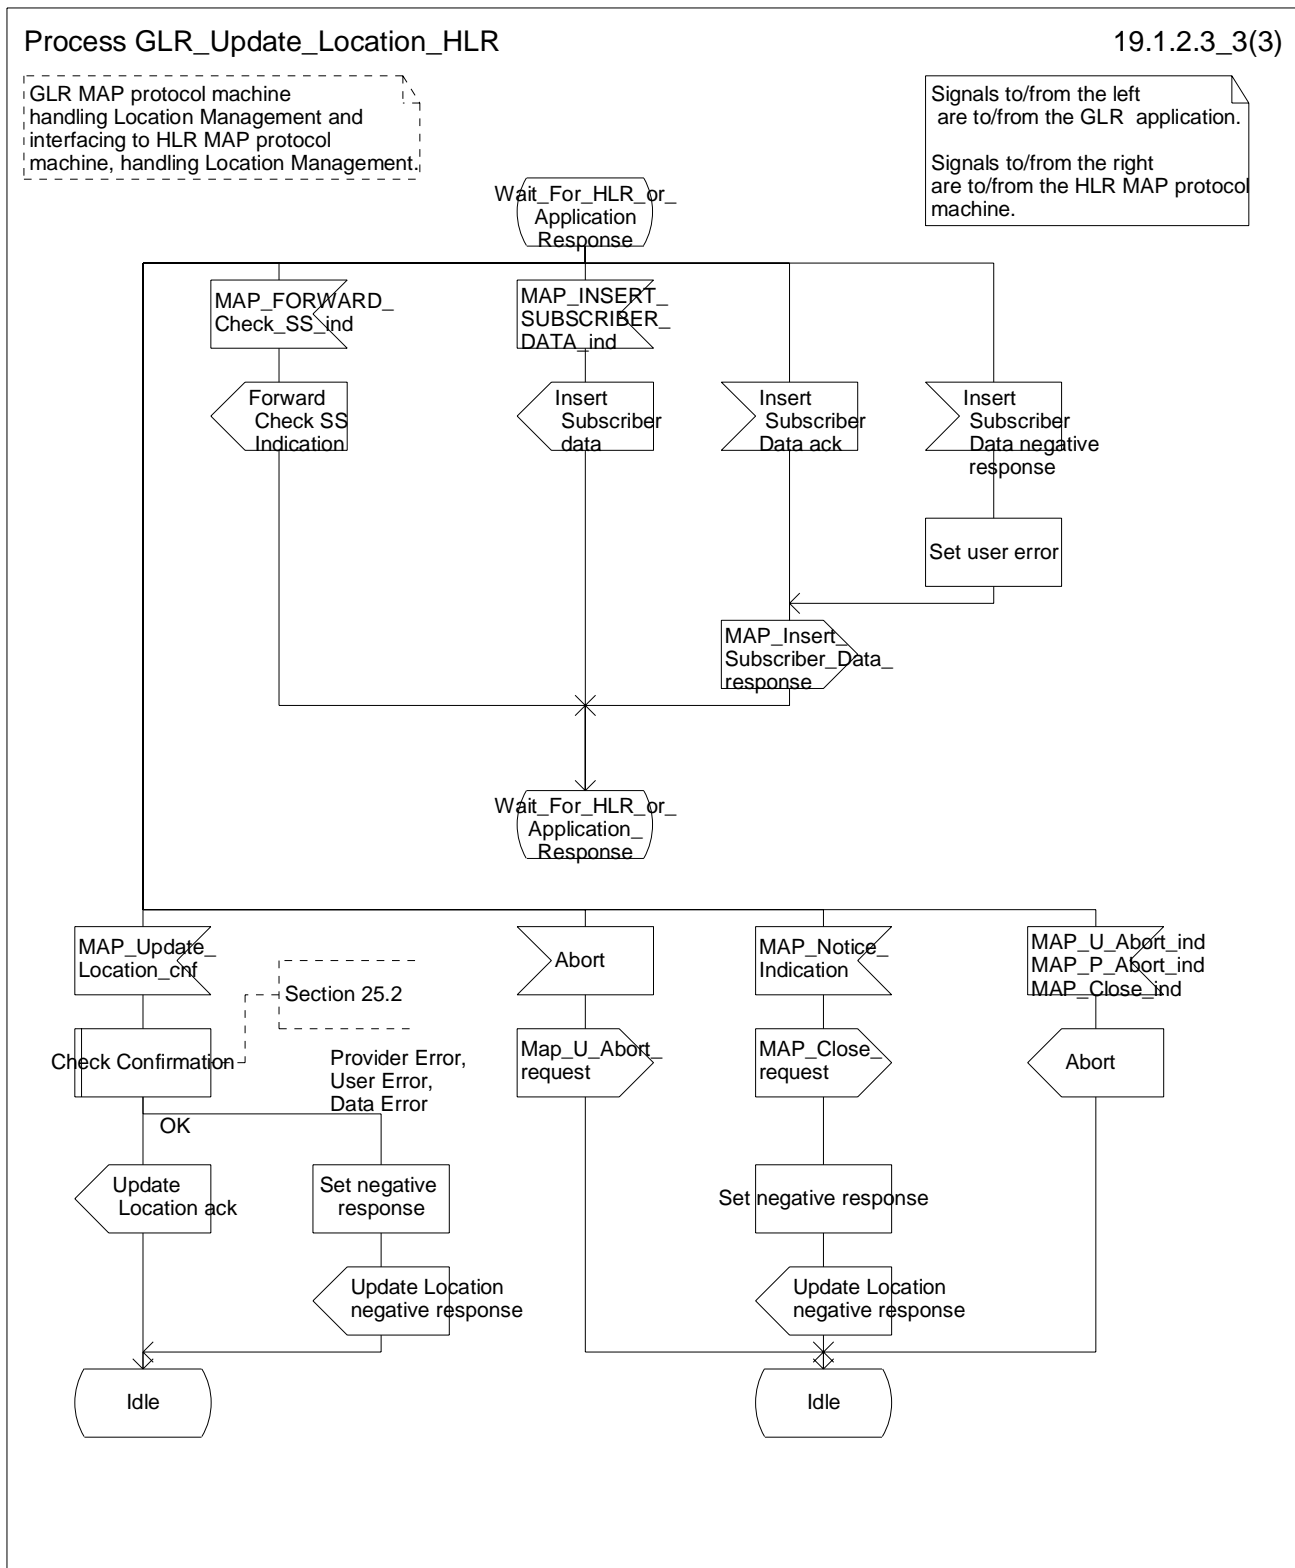 Process GLR_Update_Location_HLR
19.1.2.3_3(3)
GLR MAP protocol machine
handling Location Management and
interfacing to HLR MAP protocol
machine, handling Location Management.
Signals to/from the left
are to/from the GLR application.
Signals to/from the right
are to/from the HLR MAP protocol
machine.
Wait_For_HLR_or_
Application
Response
MAP_FORWARD_
Check_SS_ind
MAP_INSERT_
SUBSCRIBER_
DATA_ind
Forward
Check SS
Indication
Insert
Subscriber
data
Insert
Subscriber
Data ack
Insert
Subscriber
Data negative
response
Set user error
MAP_Insert_
Subscriber_Data_
response
Wait_For_HLR_or_
Application_
Response
MAP_Update_
Location_cnf
Section 25.2
Abort
MAP_Notice_
Indication
MAP_U_Abort_ind
MAP_P_Abort_ind
MAP_Close_ind
Check Confirmation
Provider Error,
User Error,
Data Error
Map_U_Abort_
request
MAP_Close_
request
Abort
OK
Update
Location ack
Set negative
response
Set negative response
Update Location
negative response
Update Location
negative response
Idle
Idle